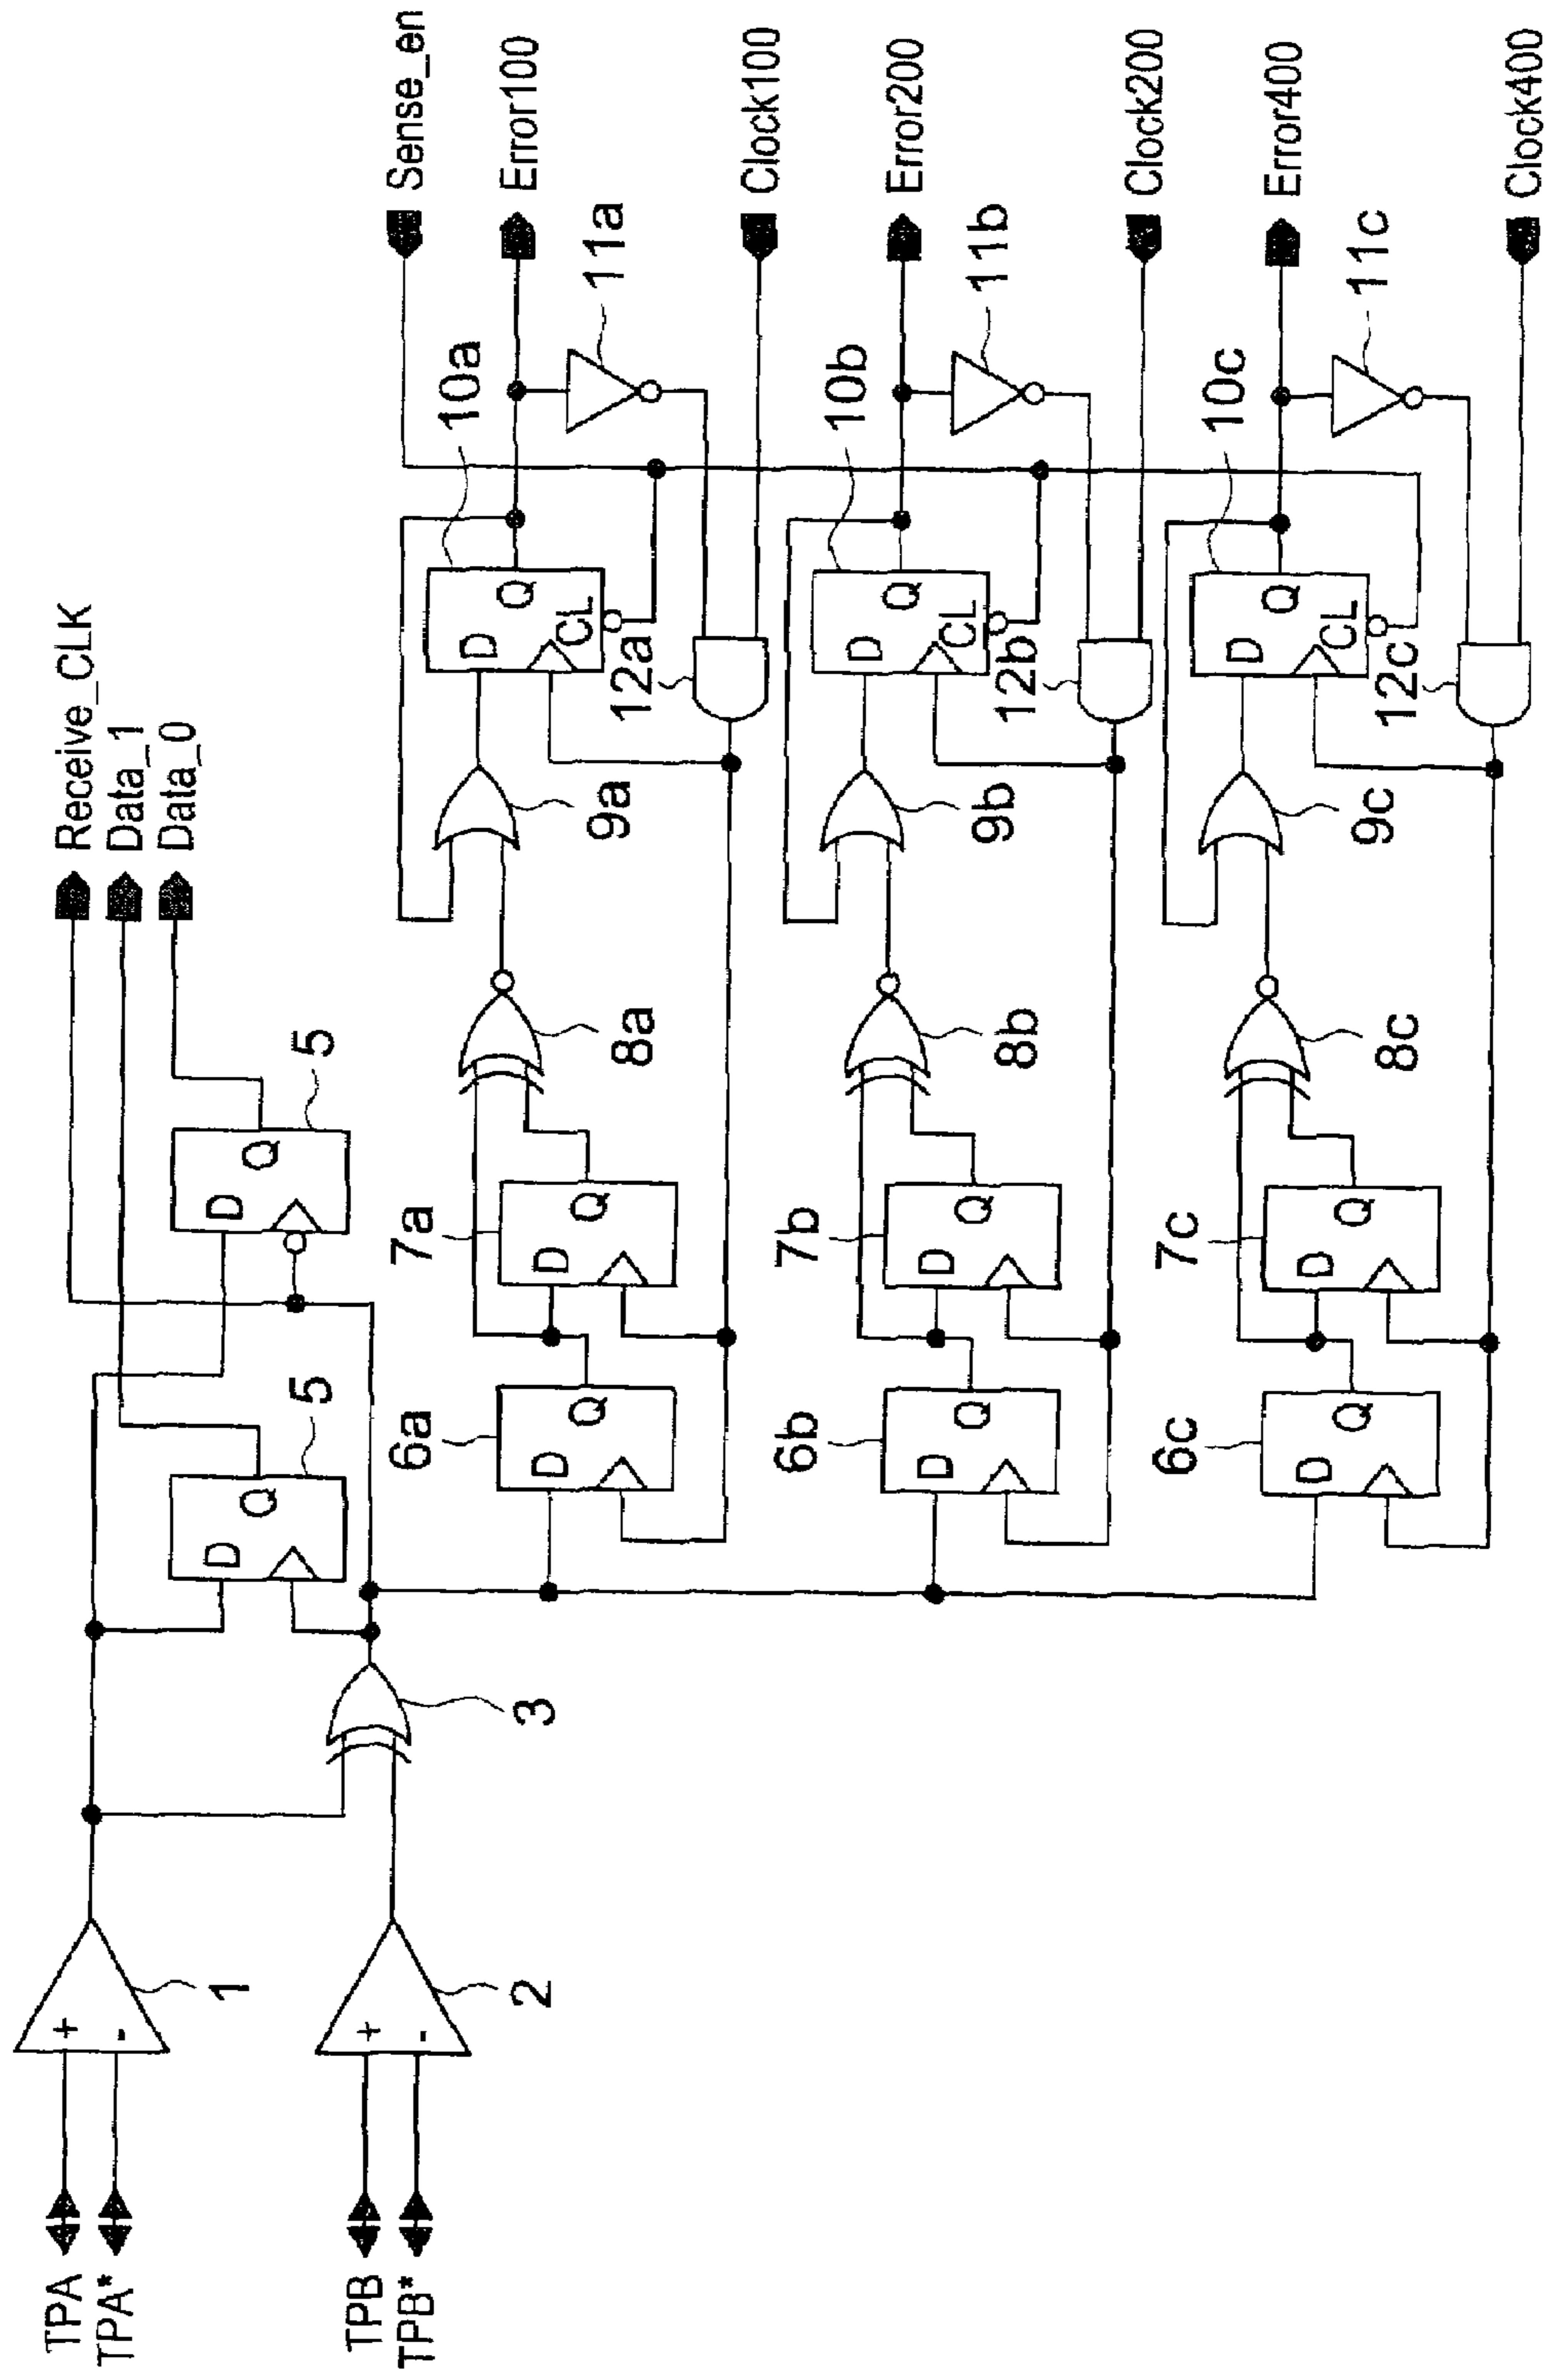 TPA
TPA*
TPB
TPB*
+
-
1
+
-
2
3
D
Q
5
D
Q
5
Receive_CLK
Data_1
Data_0
Sense_en
6a
D
Q
7a
D
Q
8a
9a
10a
D
Q
CL
11a
12a
Error100
Clock100
6b
D
Q
7b
D
Q
8b
9b
10b
D
Q
CL
11b
12b
Error200
Clock200
6c
D
Q
7c
D
Q
8c
9c
10c
D
Q
CL
11c
12c
Error400
Clock400